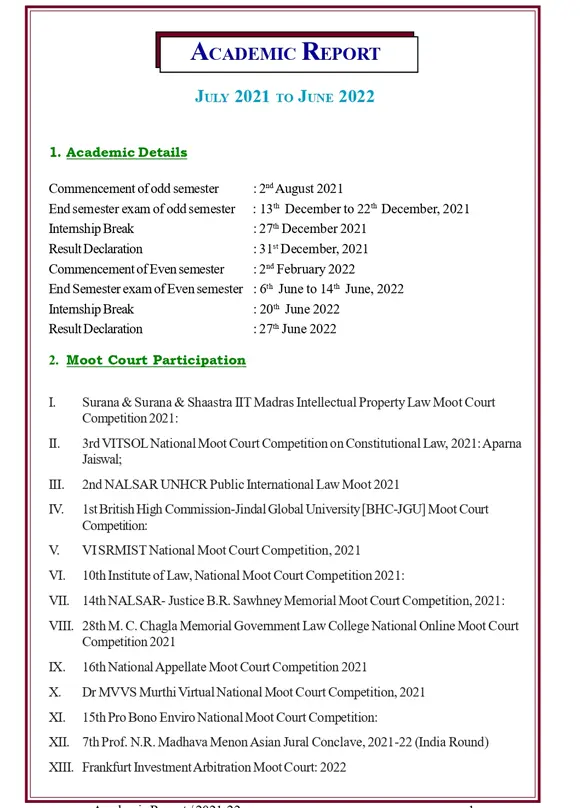 ACADEMIC REPORT
JULY 2021 TO JUNE 2022
1. Academic Details
Commencement of odd semester : 2nd August 2021
End semester exam of odd semester : 13th December to 22th December, 2021
Internship Break : 27th December 2021
Result Declaration : 31st December, 2021
Commencement of Even semester : 2nd February 2022
End Semester exam of Even semester : 6th June to 14th June, 2022
Internship Break : 20th June 2022
Result Declaration : 27th June 2022
2. Moot Court Participation
I. Surana & Surana & Shaastra IIT Madras Intellectual Property Law Moot Court
Competition 2021:
II. 3rd VITSOL National Moot Court Competition on Constitutional Law, 2021: Aparna
Jaiswal;
III. 2nd NALSAR UNHCR Public International Law Moot 2021
IV. 1st British High Commission-Jindal Global University [BHC-JGU] Moot Court
Competition:
V. VI SRMIST National Moot Court Competition, 2021
VI. 10th Institute of Law, National Moot Court Competition 2021:
VII. 14th NALSAR- Justice B.R. Sawhney Memorial Moot Court Competition, 2021:
VIII. 28th M. C. Chagla Memorial Government Law College National Online Moot Court
Competition 2021
IX. 16th National Appellate Moot Court Competition 2021
X. Dr MVVS Murthi Virtual National Moot Court Competition, 2021
XI. 15th Pro Bono Enviro National Moot Court Competition:
XII. 7th Prof. N.R. Madhava Menon Asian Jural Conclave, 2021-22 (India Round)
XIII. Frankfurt Investment Arbitration Moot Court: 2022
Academic Report / 2021-22 1